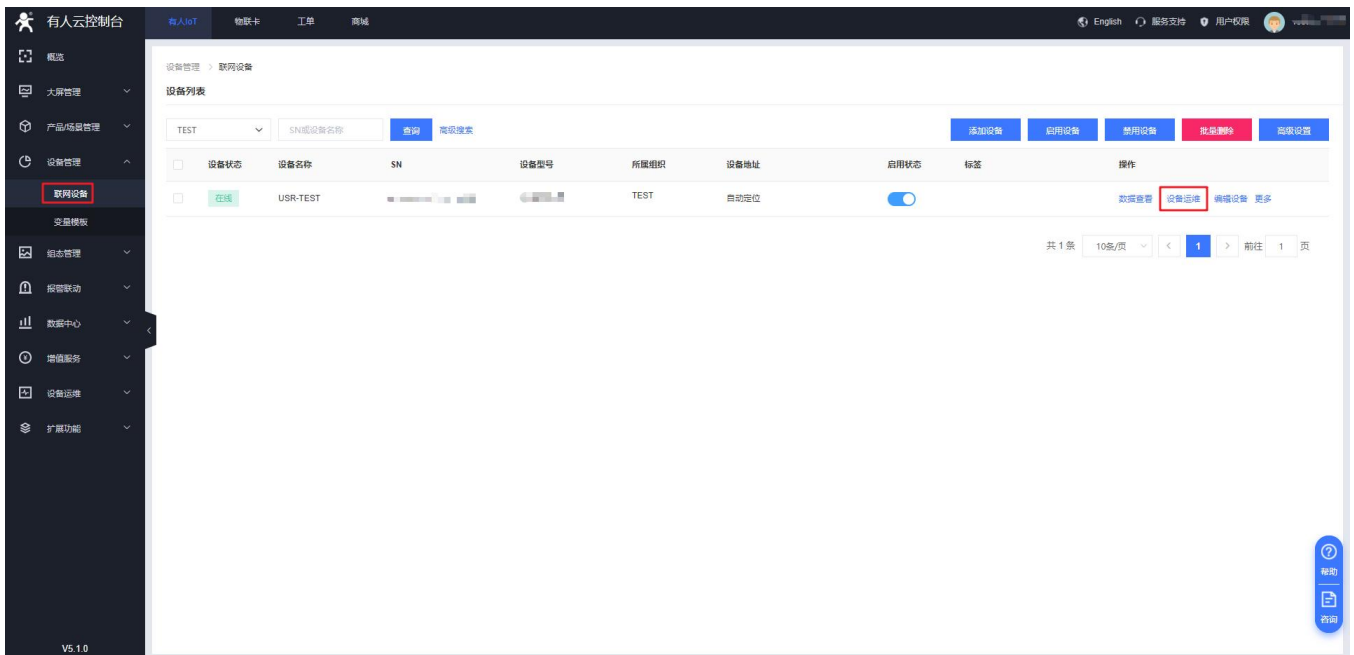 有人云控制台 有人IoT 物联卡 工单 商城 English 服务支持 用户权限
概览
大屏管理
产品/场景管理
设备管理
联网设备
变量模板
组态管理
报警联动
数据中心
增值服务
设备运维
扩展功能
V5.1.0
设备管理 > 联网设备
设备列表
TEST SN或设备名称 查询 高级搜索 添加设备 启用设备 禁用设备 批量删除 高级设置
设备状态 设备名称 SN 设备型号 所属组织 设备地址 启用状态 标签 操作
在线 USR-TEST TEST 自动定位 数据查看 设备运维 编辑设备 更多
共 1 条 10条/页 < 1 > 前往 1 页
帮助
咨询